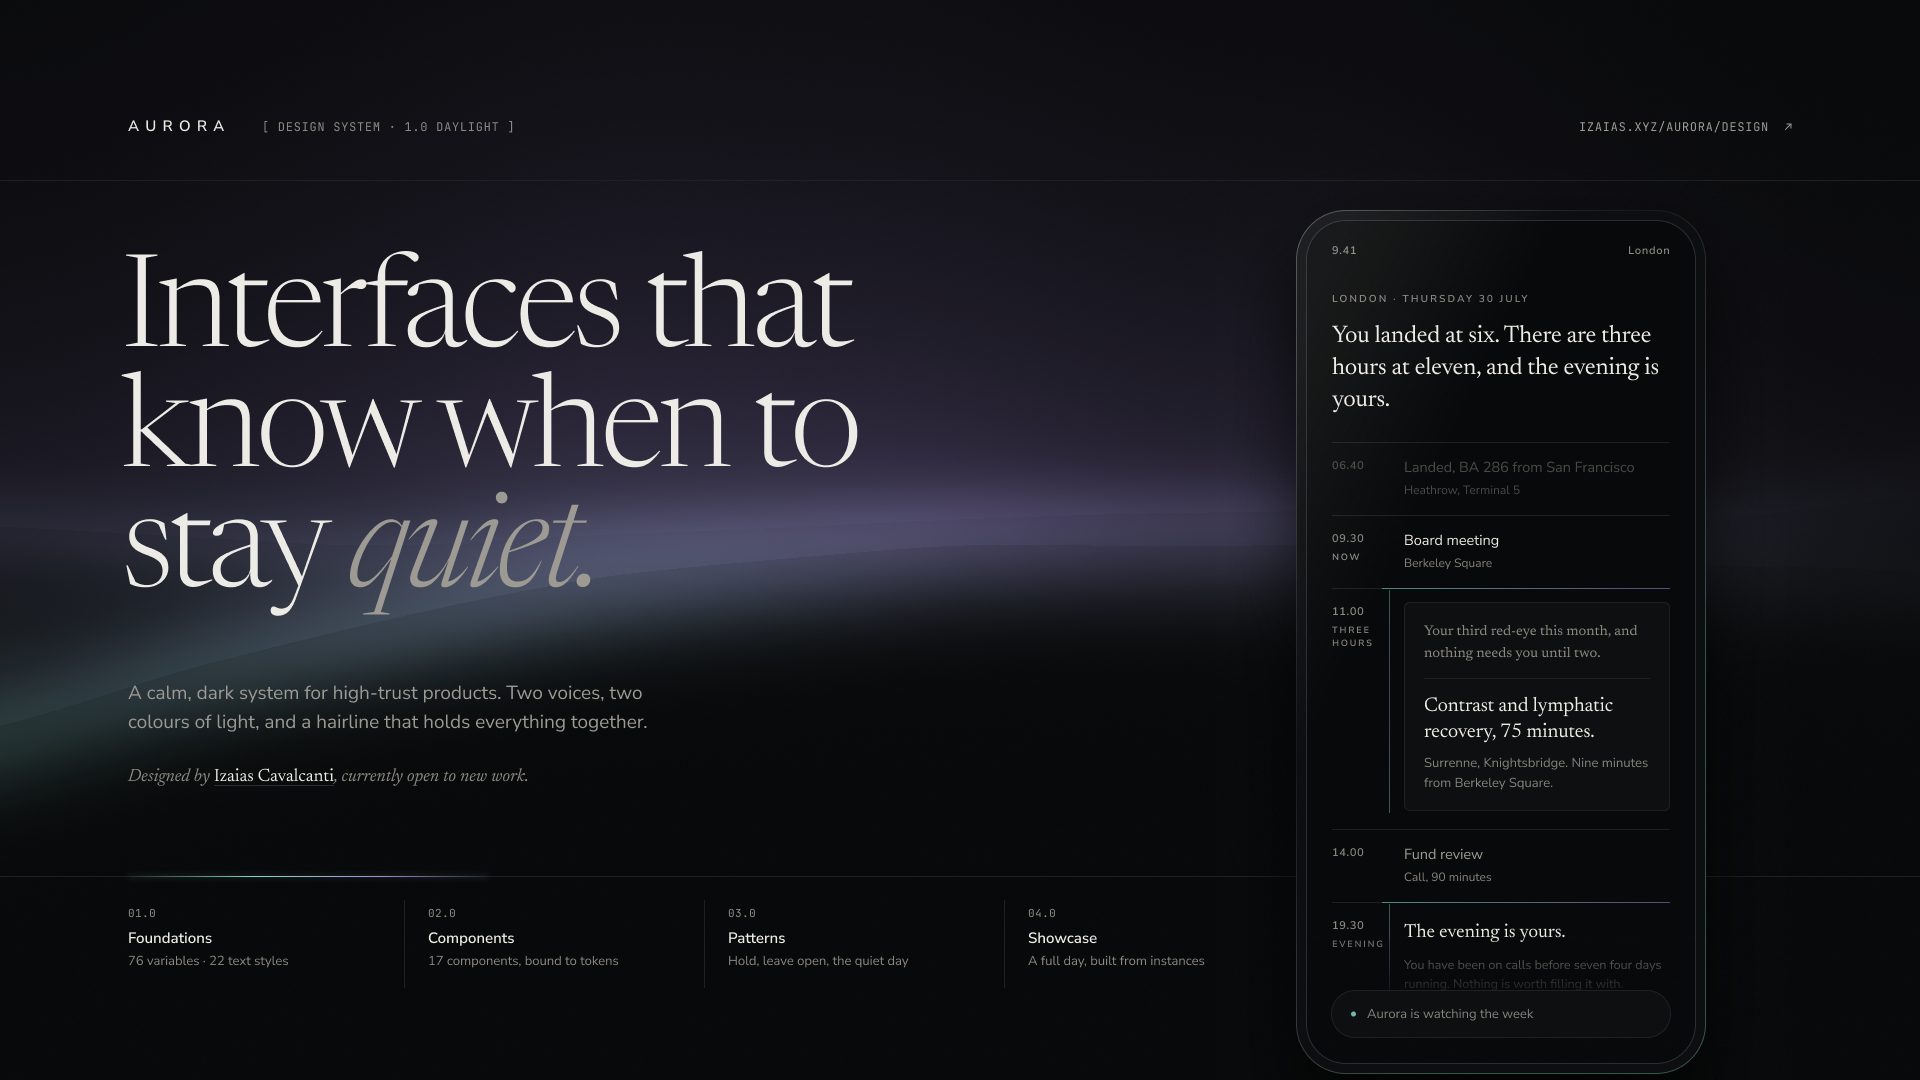 AURORA
[ DESIGN SYSTEM · 1.0 DAYLIGHT ]
IZAIAS.XYZ/AURORA/DESIGN ↗
Interfaces that
know when to
stay quiet.
A calm, dark system for high-trust products. Two voices, two
colours of light, and a hairline that holds everything together.
Designed by Izaias Cavalcanti, currently open to new work.
01.0
Foundations
76 variables · 22 text styles
02.0
Components
17 components, bound to tokens
03.0
Patterns
Hold, leave open, the quiet day
04.0
Showcase
A full day, built from instances
9.41
London
LONDON · THURSDAY 30 JULY
You landed at six. There are three
hours at eleven, and the evening is
yours.
06.40
Landed, BA 286 from San Francisco
Heathrow, Terminal 5
09.30
NOW
Board meeting
Berkeley Square
11.00
THREE
HOURS
Your third red-eye this month, and
nothing needs you until two.
Contrast and lymphatic
recovery, 75 minutes.
Surrenne, Knightsbridge. Nine minutes
from Berkeley Square.
14.00
Fund review
Call, 90 minutes
19.30
EVENING
The evening is yours.
You have been on calls before seven four days
running. Nothing is worth filling it with.
Aurora is watching the week